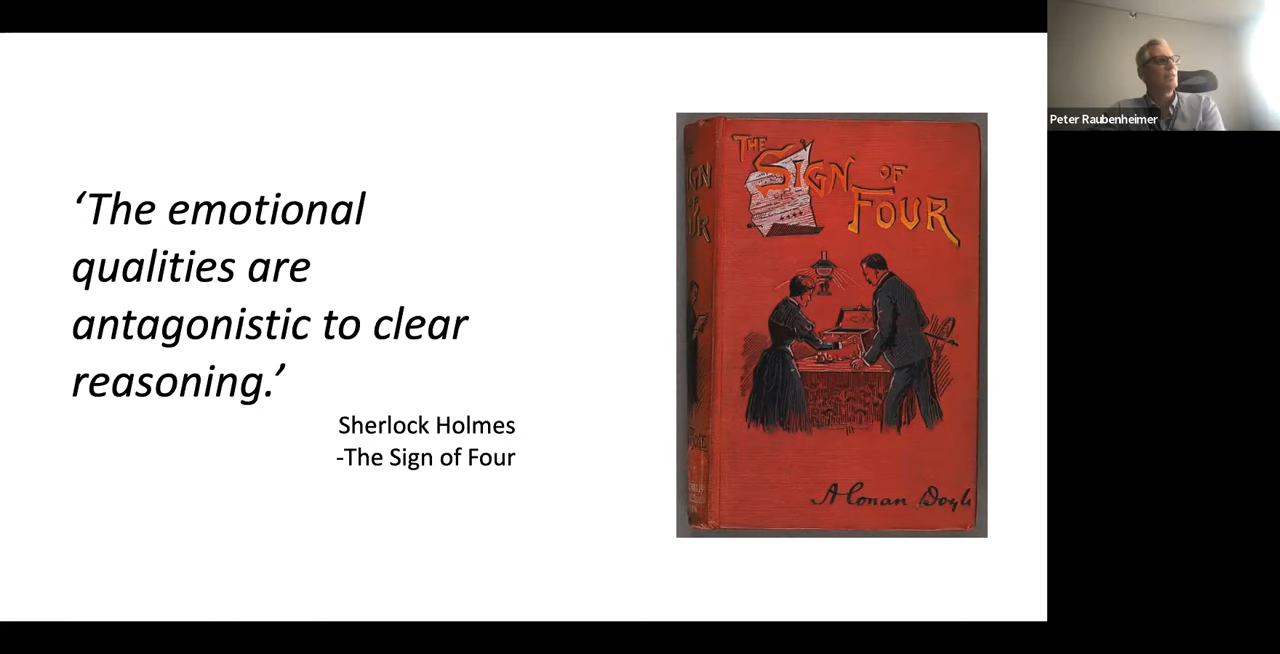 ‘The emotional
qualities are
antagonistic to clear
reasoning.’
Sherlock Holmes
-The Sign of Four
THE
SIGN OF
FOUR
A Conan Doyle
Peter Raubenheimer